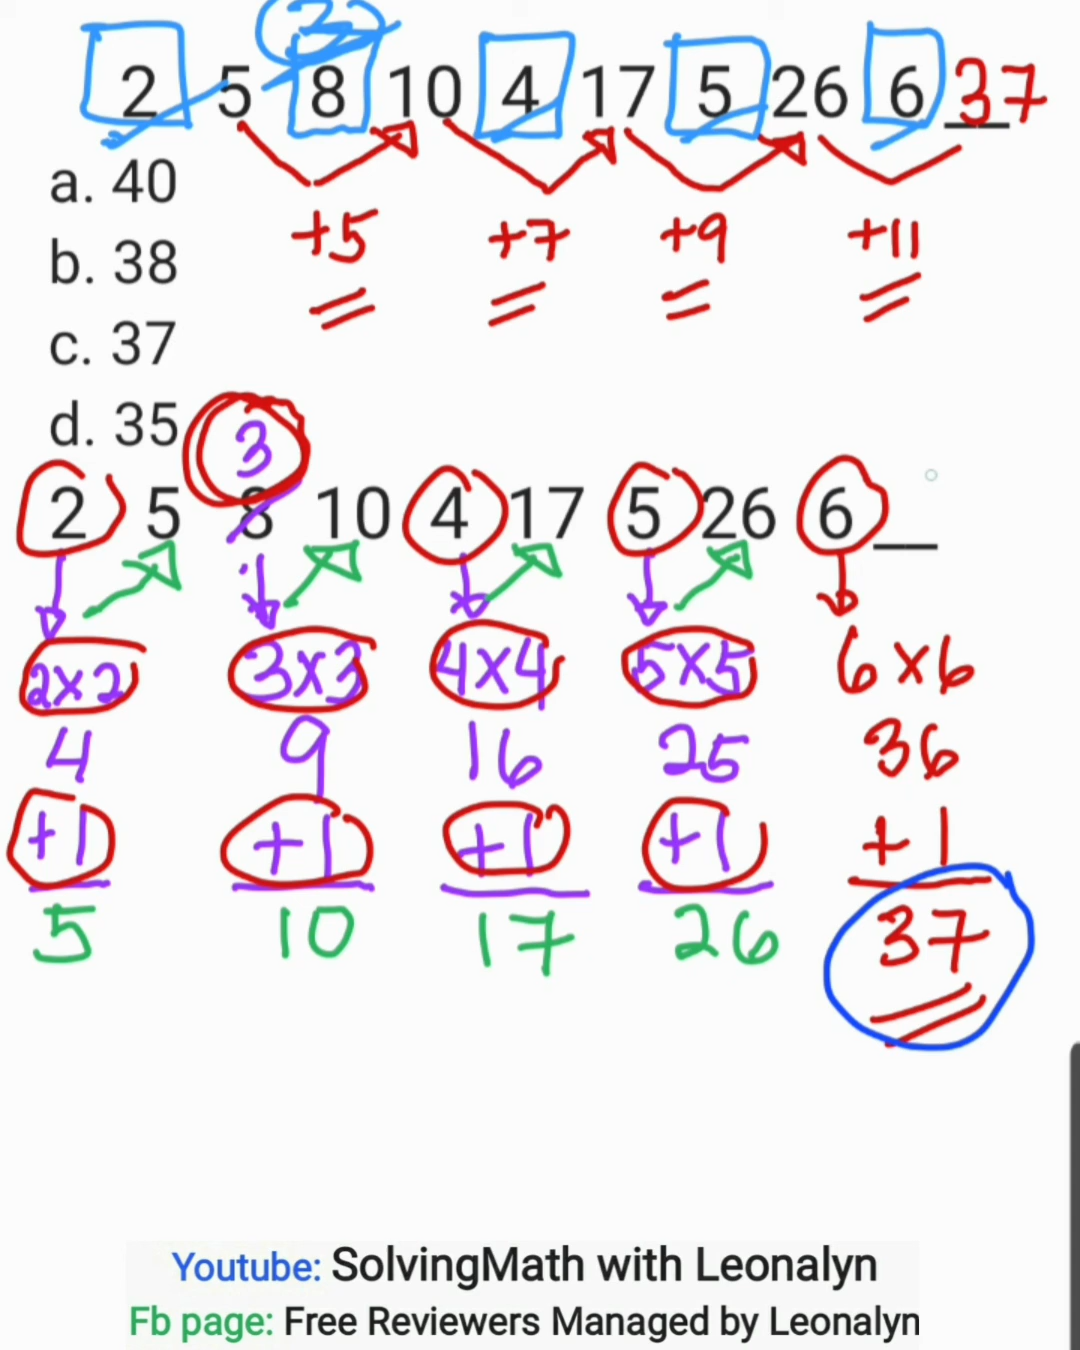 3
2 5 8 10 4 17 5 26 6 __ 37
a. 40
+5 +7 +9 +11
b. 38
c. 37
d. 35
3
2 5 8 10 4 17 5 26 6 __
2x2 3x3 4x4 5x5 6x6
4 9 16 25 36
+1 +1 +1 +1 +1
5 10 17 26 37
Youtube: SolvingMath with Leonalyn
Fb page: Free Reviewers Managed by Leonalyn